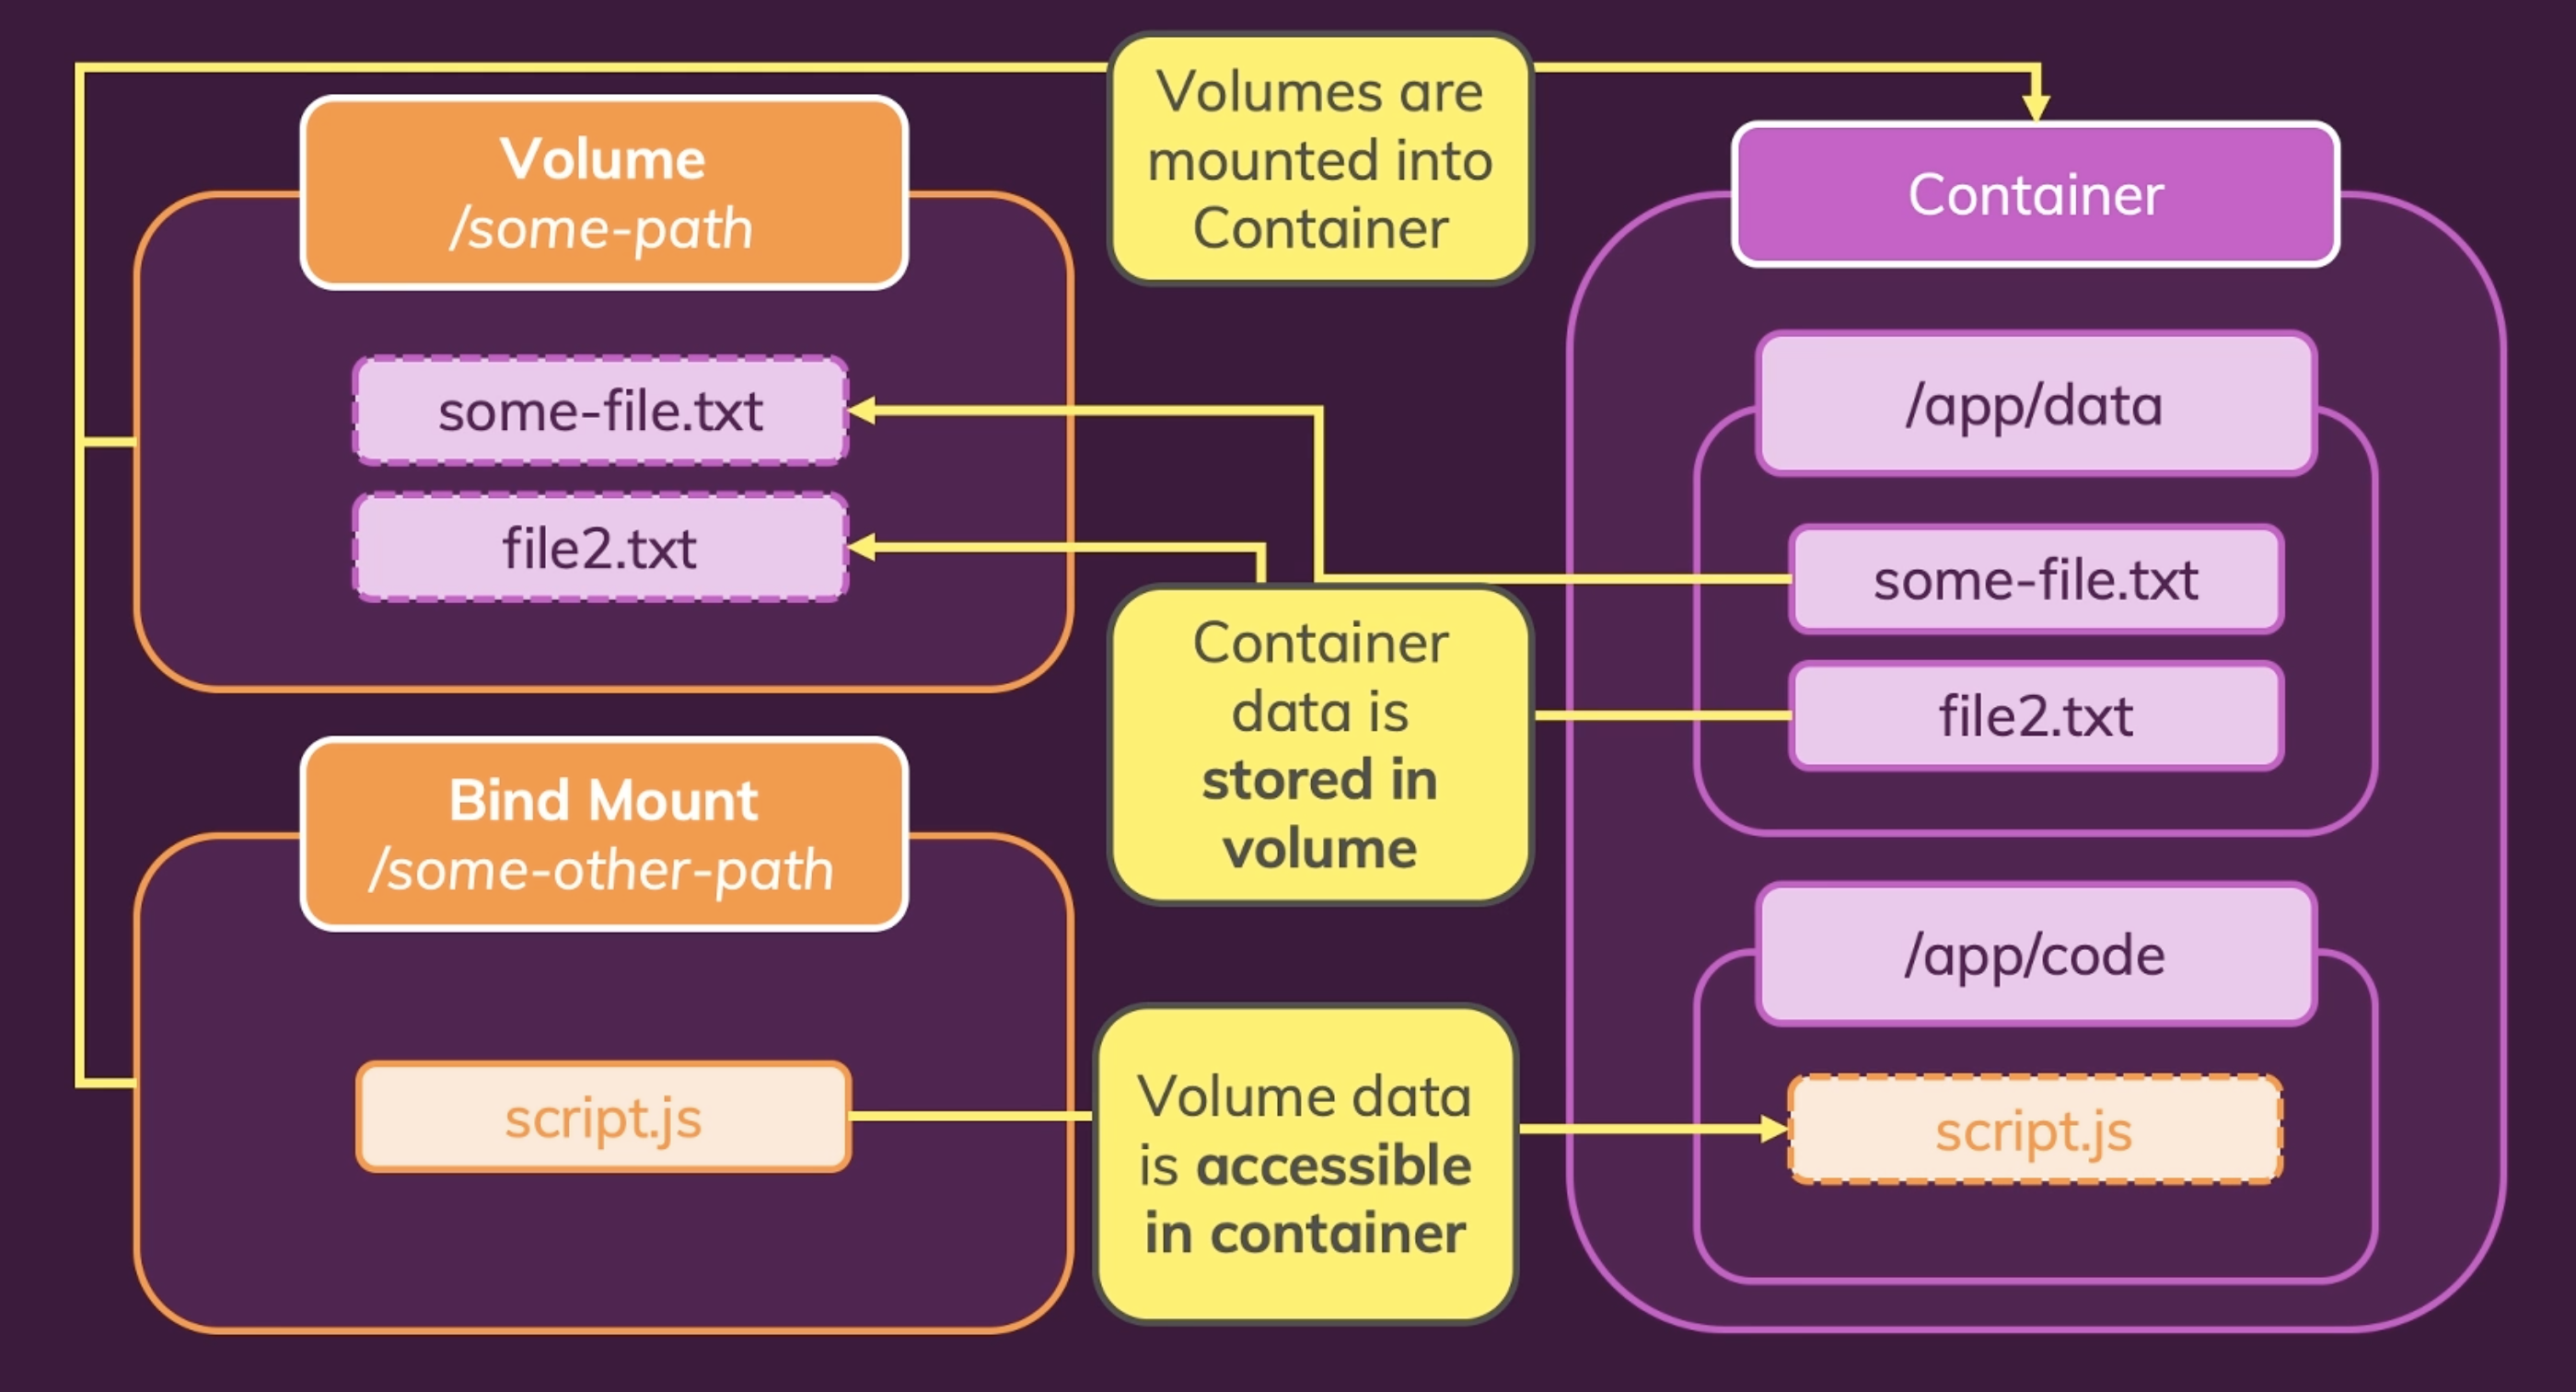 Volumes are
mounted into
Container
Volume
/some-path
some-file.txt
file2.txt
Bind Mount
/some-other-path
script.js
Container
data is
stored in
volume
Volume data
is accessible
in container
Container
/app/data
some-file.txt
file2.txt
/app/code
script.js